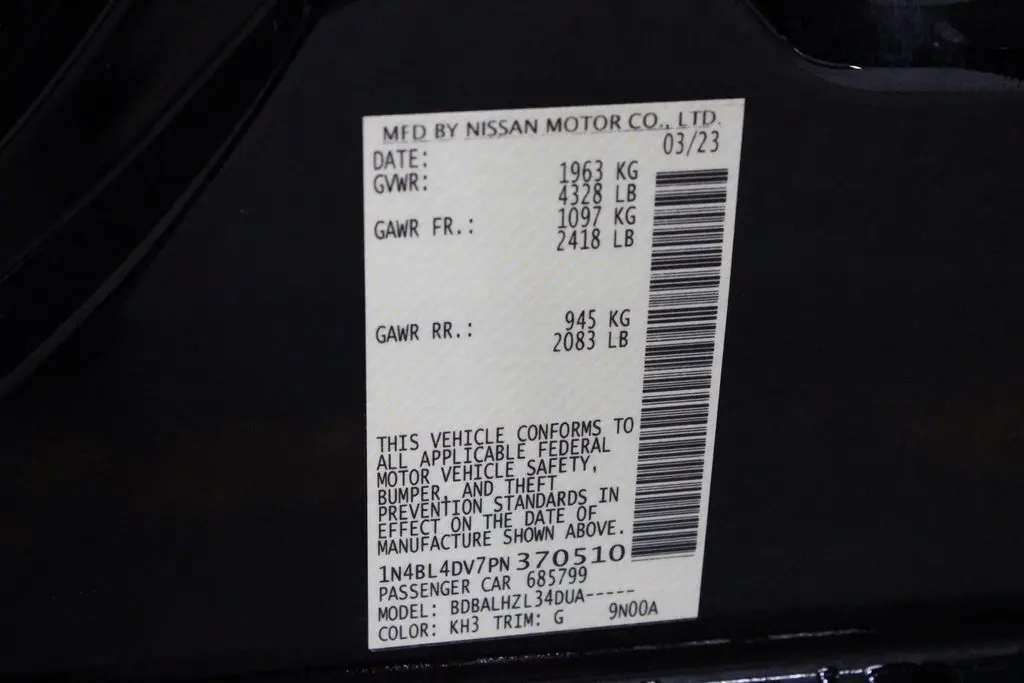 MFD BY NISSAN MOTOR CO., LTD.
DATE: 03/23
GVWR: 1963 KG
4328 LB
GAWR FR.: 1097 KG
2418 LB
GAWR RR.: 945 KG
2083 LB
THIS VEHICLE CONFORMS TO
ALL APPLICABLE FEDERAL
MOTOR VEHICLE SAFETY,
BUMPER, AND THEFT
PREVENTION STANDARDS IN
EFFECT ON THE DATE OF
MANUFACTURE SHOWN ABOVE.
1N4BL4DV7PN370510
PASSENGER CAR 685799
MODEL: BDBALHZL34DUA-----
COLOR: KH3 TRIM: G 9N00A